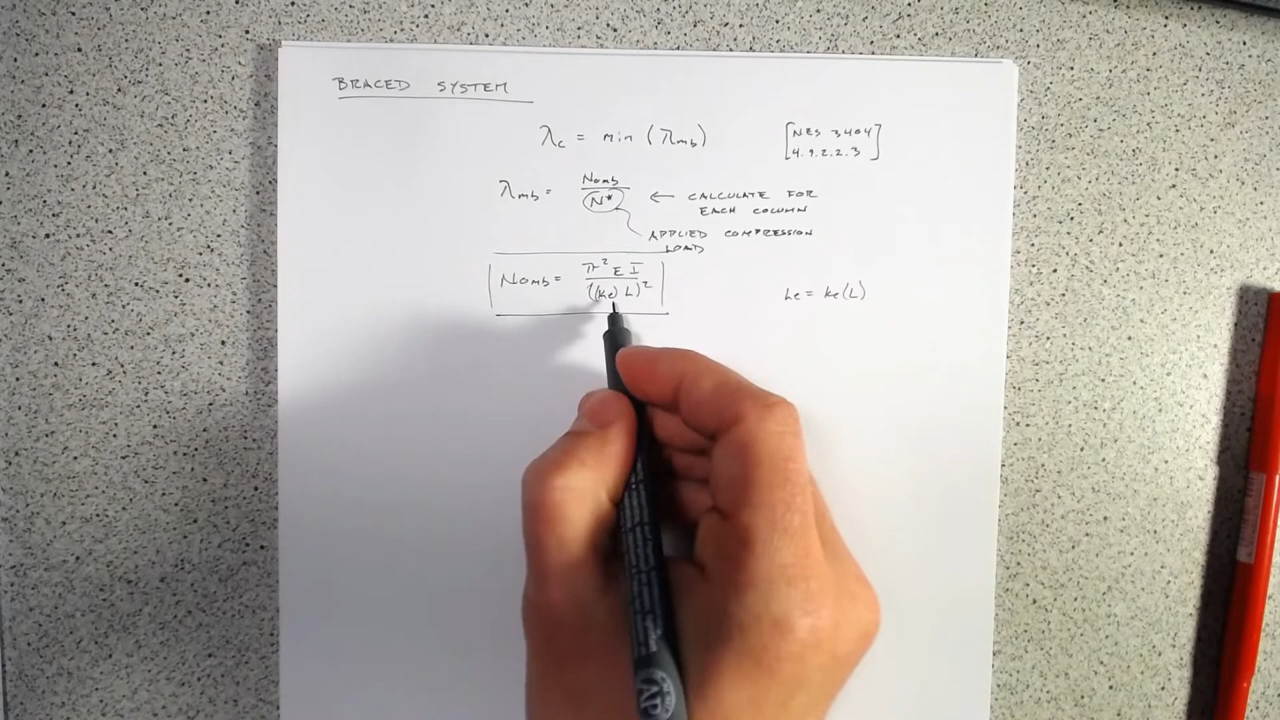 BRACED SYSTEM
λc = min (λmb)
[NZS 3404
4.9.2.2.3]
λmb = Nomb / N* ← CALCULATE FOR
EACH COLUMN
APPLIED COMPRESSION
LOAD
Nomb = π² E I / ((ke) L)²
Le = ke(L)